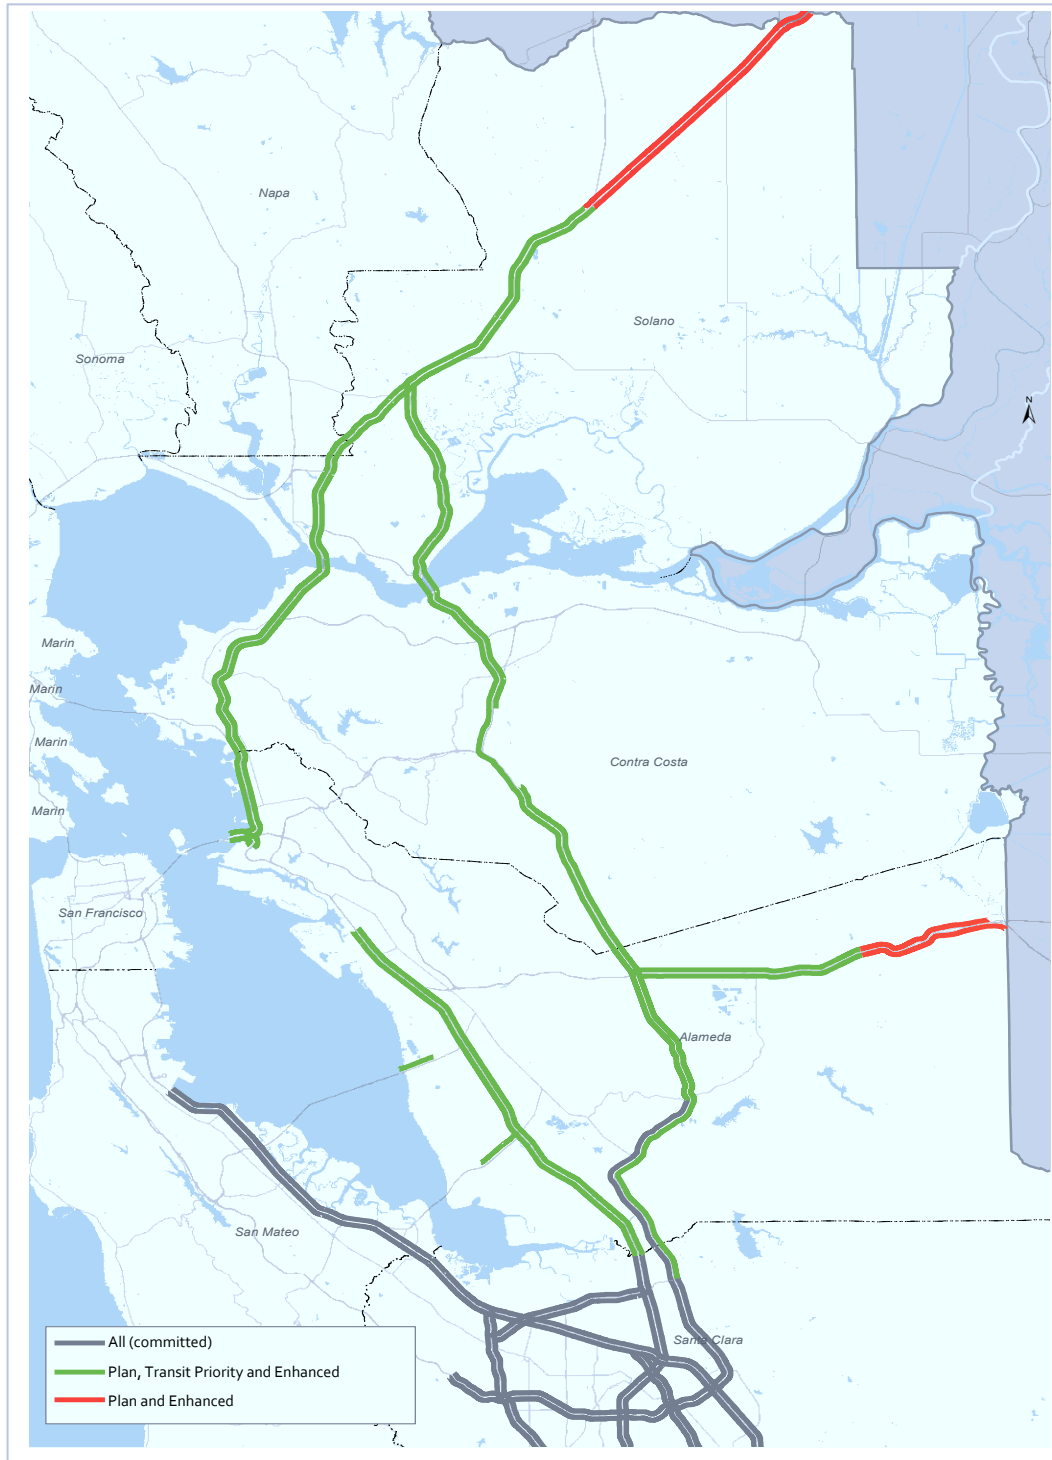 Napa
Solano
Sonoma
N
Marin
Marin
Marin
Contra Costa
Marin
San Francisco
Alameda
San Mateo
Santa Clara
All (committed)
Plan, Transit Priority and Enhanced
Plan and Enhanced